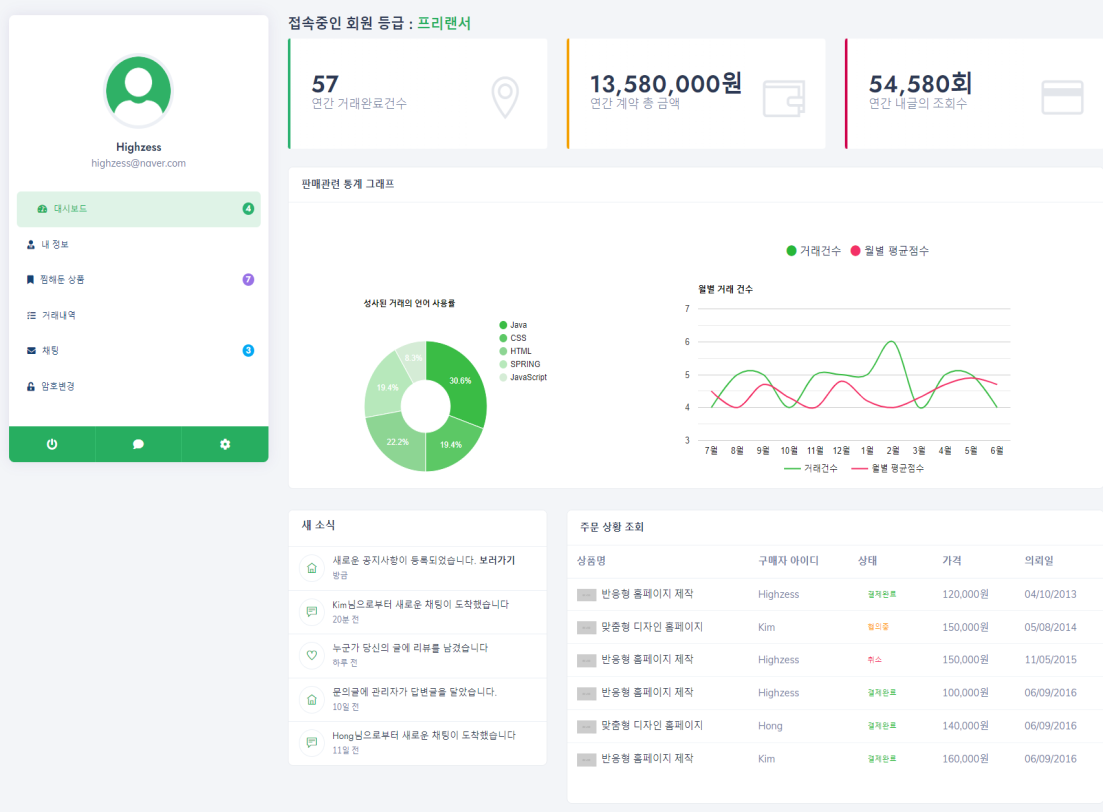 Highzess
highzess@naver.com
대시보드 4
내 정보
찜해둔 상품 7
거래내역
채팅 3
암호변경
접속중인 회원 등급 : 프리랜서
57
연간 거래완료건수
13,580,000원
연간 계약 총 금액
54,580회
연간 내글의 조회수
판매관련 통계 그래프
성사된 거래의 언어 사용률
Java
CSS
HTML
SPRING
JavaScript
30.6%
19.4%
22.2%
19.4%
8.3%
거래건수 월별 평균점수
월별 거래 건수
7
6
5
4
3
7월 8월 9월 10월 11월 12월 1월 2월 3월 4월 5월 6월
거래건수 월별 평균점수
새 소식
새로운 공지사항이 등록되었습니다. 보러가기
방금
Kim님으로부터 새로운 채팅이 도착했습니다
20분 전
누군가 당신의 글에 리뷰를 남겼습니다
하루 전
문의글에 관리자가 답변글을 달았습니다.
10일 전
Hong님으로부터 새로운 채팅이 도착했습니다
11일 전
주문 상황 조회
상품명 구매자 아이디 상태 가격 의뢰일
반응형 홈페이지 제작 Highzess 결제완료 120,000원 04/10/2013
맞춤형 디자인 홈페이지 Kim 협의중 150,000원 05/08/2014
반응형 홈페이지 제작 Highzess 취소 150,000원 11/05/2015
반응형 홈페이지 제작 Highzess 결제완료 100,000원 06/09/2016
맞춤형 디자인 홈페이지 Hong 결제완료 140,000원 06/09/2016
반응형 홈페이지 제작 Kim 결제완료 160,000원 06/09/2016